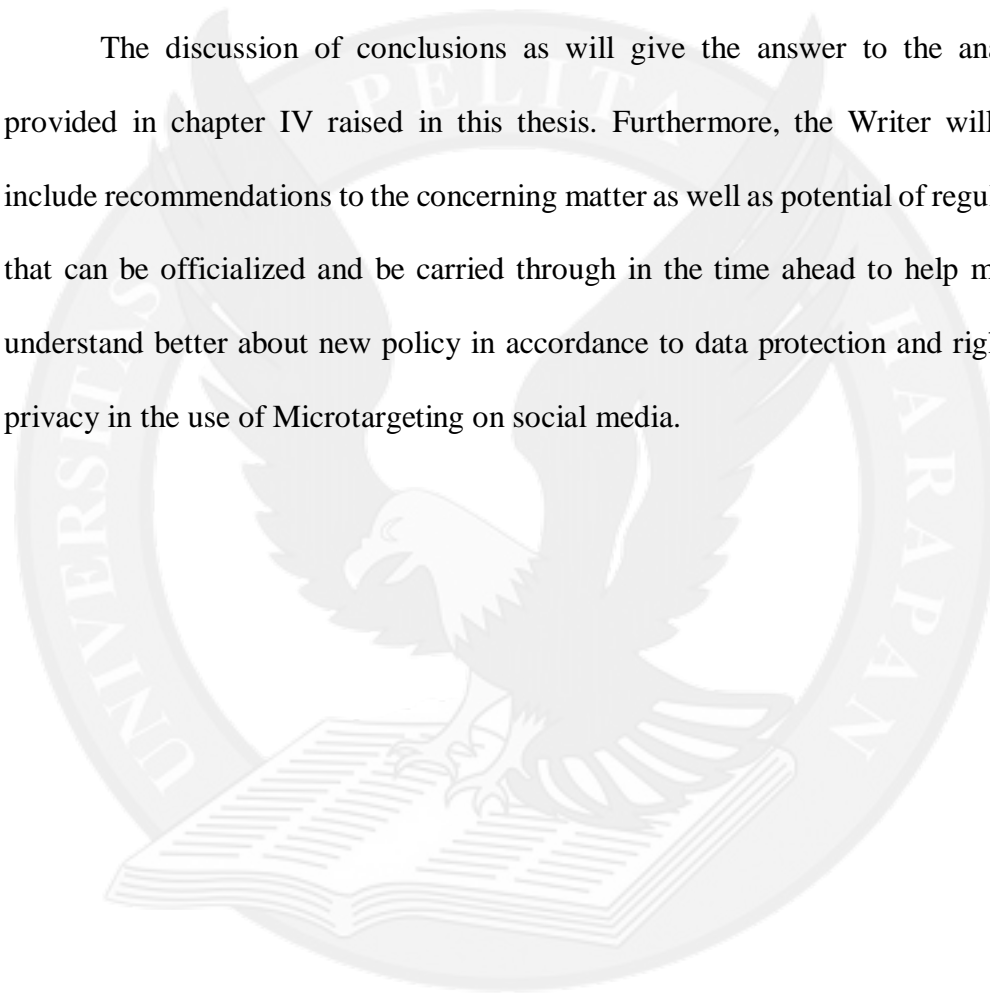 The discussion of conclusions as will give the answer to the
provided in chapter IV raised in this thesis. Furthermore, the Writer will
include recommendations to the concerning matter as well as potential of
that can be officialized and be carried through in the time ahead to help
understand better about new policy in accordance to data protection and
privacy in the use of Microtargeting on social media.
UNIVERSITAS PELITA HARAPAN